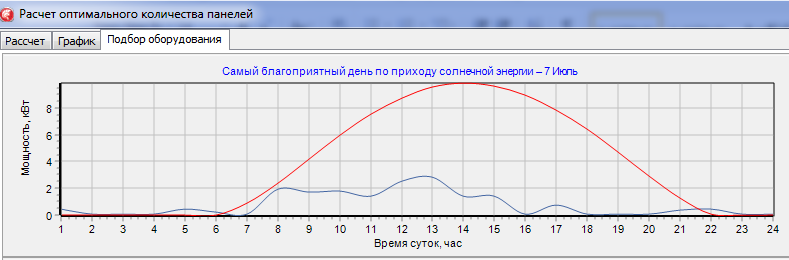 Расчет оптимального количества панелей
Рассчет График Подбор оборудования
Самый благоприятный день по приходу солнечной энергии – 7 Июль
Мощность, кВт
8
6
4
2
0
1 2 3 4 5 6 7 8 9 10 11 12 13 14 15 16 17 18 19 20 21 22 23 24
Время суток, час